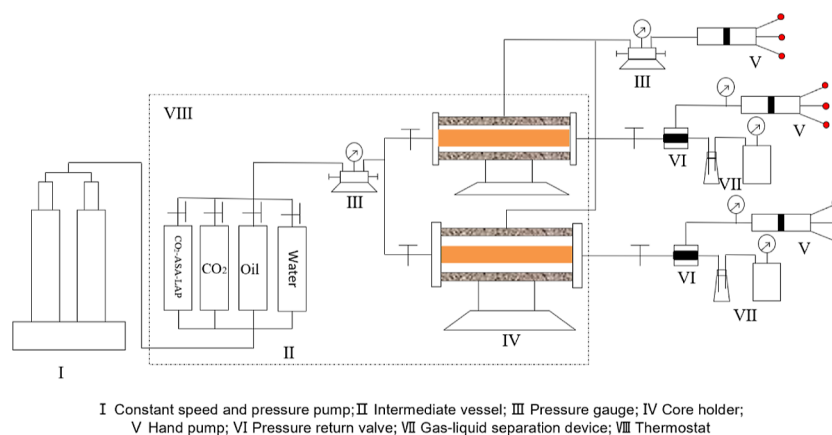 III
V
VIII
V
VI
VII
III
CO₂-ASA-LAP
CO₂
Oil
Water
V
VI
VII
I
II
IV
Ⅰ Constant speed and pressure pump;Ⅱ Intermediate vessel; Ⅲ Pressure gauge; Ⅳ Core holder;
Ⅴ Hand pump; Ⅵ Pressure return valve; Ⅶ Gas-liquid separation device; Ⅷ Thermostat